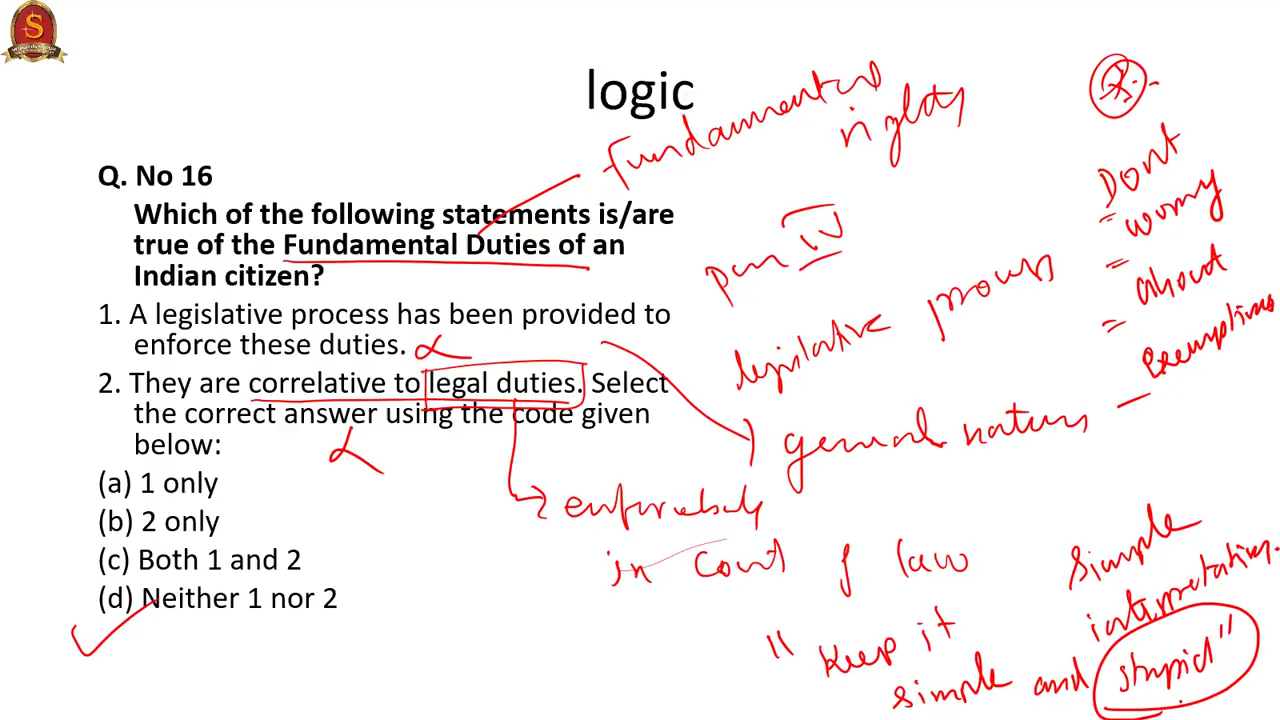 S
logic
Q. No 16
Which of the following statements is/are
true of the Fundamental Duties of an
Indian citizen?
1. A legislative process has been provided to
enforce these duties.
2. They are correlative to legal duties. Select
the correct answer using the code given
below:
(a) 1 only
(b) 2 only
(c) Both 1 and 2
(d) Neither 1 nor 2
Fundamental
rights
IV
legislative process
general nature
in Court of law
Dont
worry
about
exemptions
simple
interpretation.
"Keep it
simple and stupid"